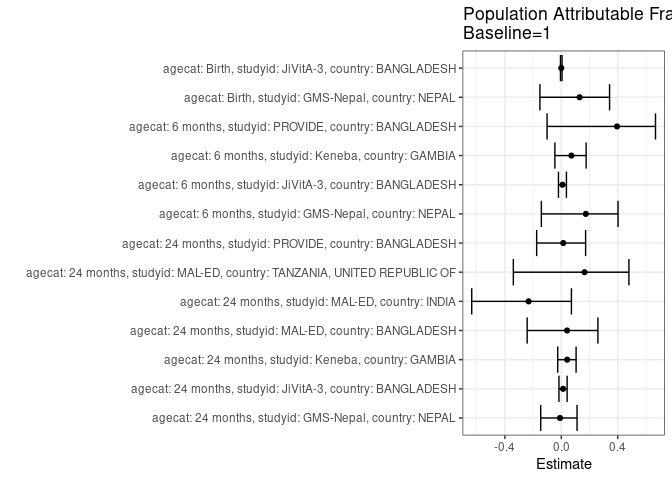 Population Attributable Fra
Baseline=1
agecat: Birth, studyid: JiVitA-3, country: BANGLADESH
agecat: Birth, studyid: GMS-Nepal, country: NEPAL
agecat: 6 months, studyid: PROVIDE, country: BANGLADESH
agecat: 6 months, studyid: Keneba, country: GAMBIA
agecat: 6 months, studyid: JiVitA-3, country: BANGLADESH
agecat: 6 months, studyid: GMS-Nepal, country: NEPAL
agecat: 24 months, studyid: PROVIDE, country: BANGLADESH
agecat: 24 months, studyid: MAL-ED, country: TANZANIA, UNITED REPUBLIC OF
agecat: 24 months, studyid: MAL-ED, country: INDIA
agecat: 24 months, studyid: MAL-ED, country: BANGLADESH
agecat: 24 months, studyid: Keneba, country: GAMBIA
agecat: 24 months, studyid: JiVitA-3, country: BANGLADESH
agecat: 24 months, studyid: GMS-Nepal, country: NEPAL
-0.4 0.0 0.4
Estimate